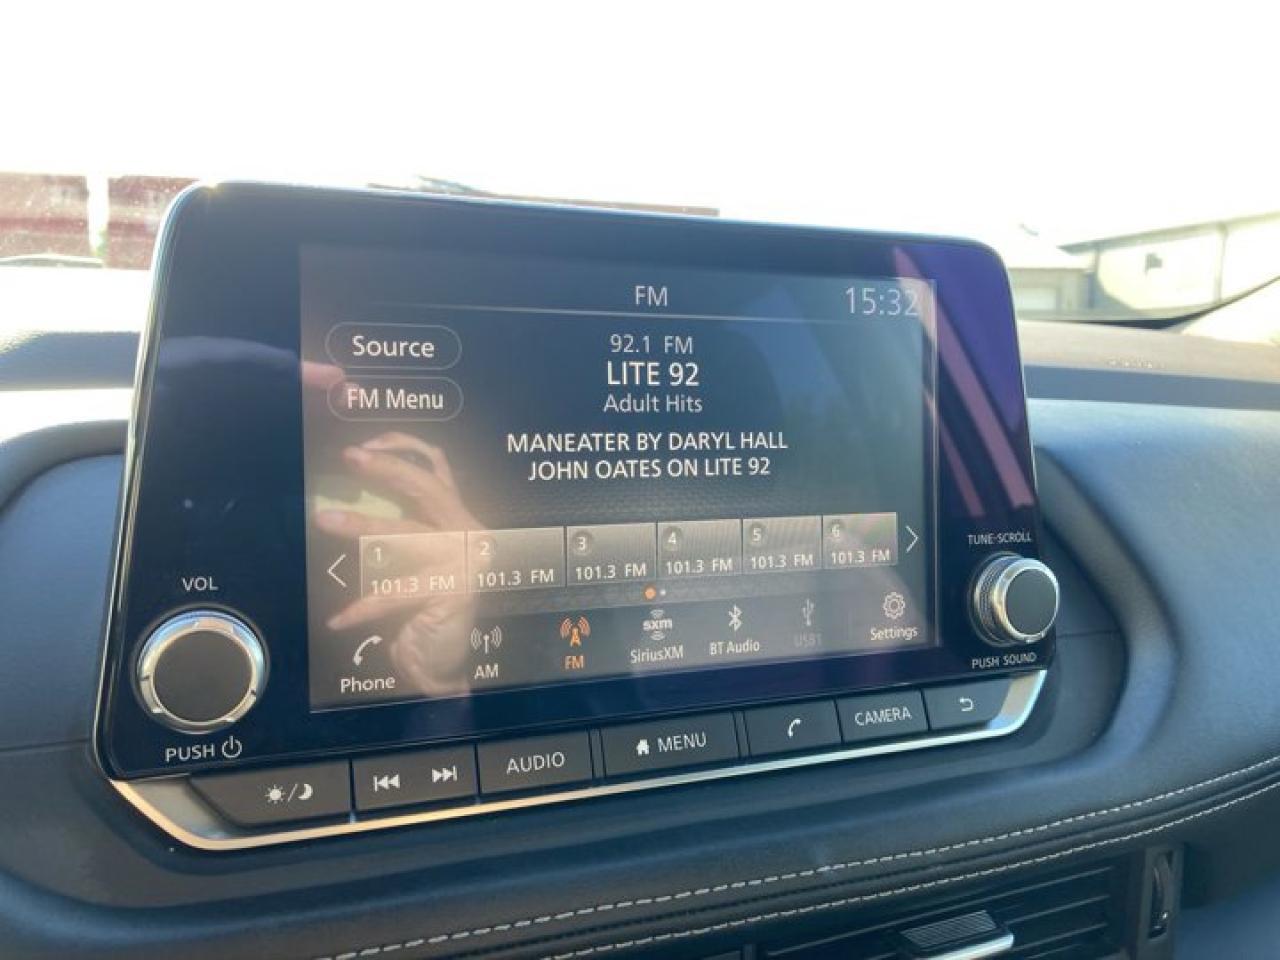 FM
15:32
Source
92.1 FM
LITE 92
FM Menu
Adult Hits
MANEATER BY DARYL HALL
JOHN OATES ON LITE 92
1
2
3
4
5
6
101.3 FM
101.3 FM
101.3 FM
101.3 FM
101.3 FM
101.3 FM
Phone
AM
FM
sxm
SiriusXM
BT Audio
USB1
Settings
VOL
PUSH
TUNE·SCROLL
PUSH SOUND
AUDIO
MENU
CAMERA